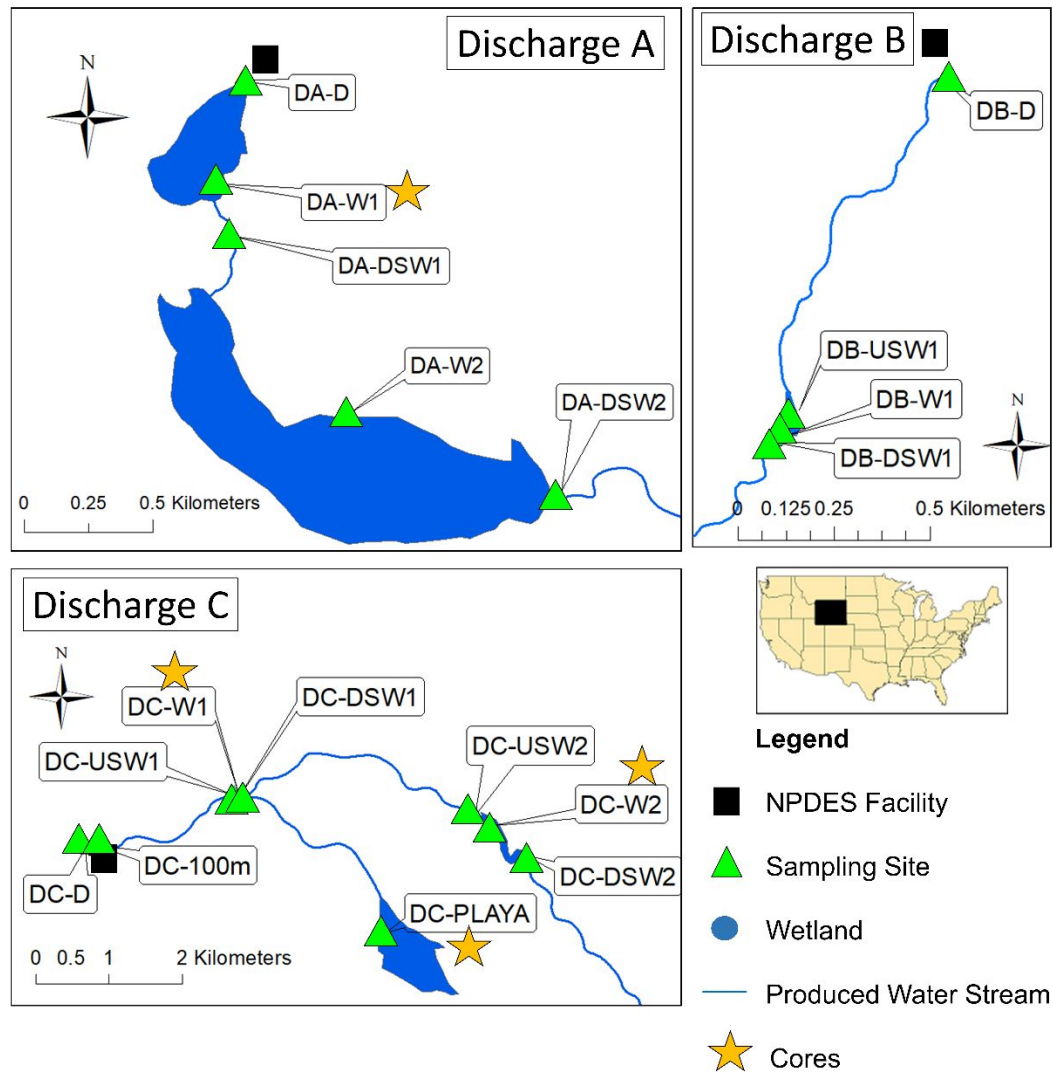 Discharge A
N
DA-D
DA-W1
DA-DSW1
DA-W2
DA-DSW2
0 0.25 0.5 Kilometers
Discharge B
DB-D
DB-USW1
DB-W1
DB-DSW1
N
0 0.125 0.25 0.5 Kilometers
Discharge C
N
DC-W1
DC-DSW1
DC-USW1
DC-USW2
DC-W2
DC-100m
DC-D
DC-DSW2
DC-PLAYA
0 0.5 1 2 Kilometers
Legend
NPDES Facility
Sampling Site
Wetland
Produced Water Stream
Cores